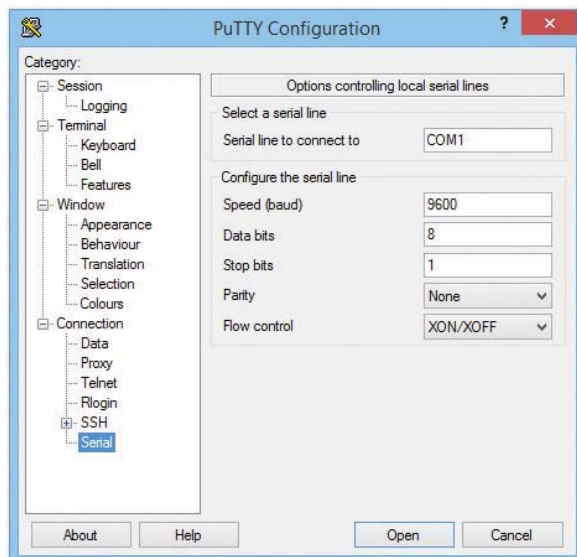 PuTTY Configuration
?
Category:
Session
Logging
Terminal
Keyboard
Bell
Features
Window
Appearance
Behaviour
Translation
Selection
Colours
Connection
Data
Proxy
Telnet
Rlogin
SSH
Serial
Options controlling local serial lines
Select a serial line
Serial line to connect to COM1
Configure the serial line
Speed (baud) 9600
Data bits 8
Stop bits 1
Parity None
Flow control XON/XOFF
About Help Open Cancel